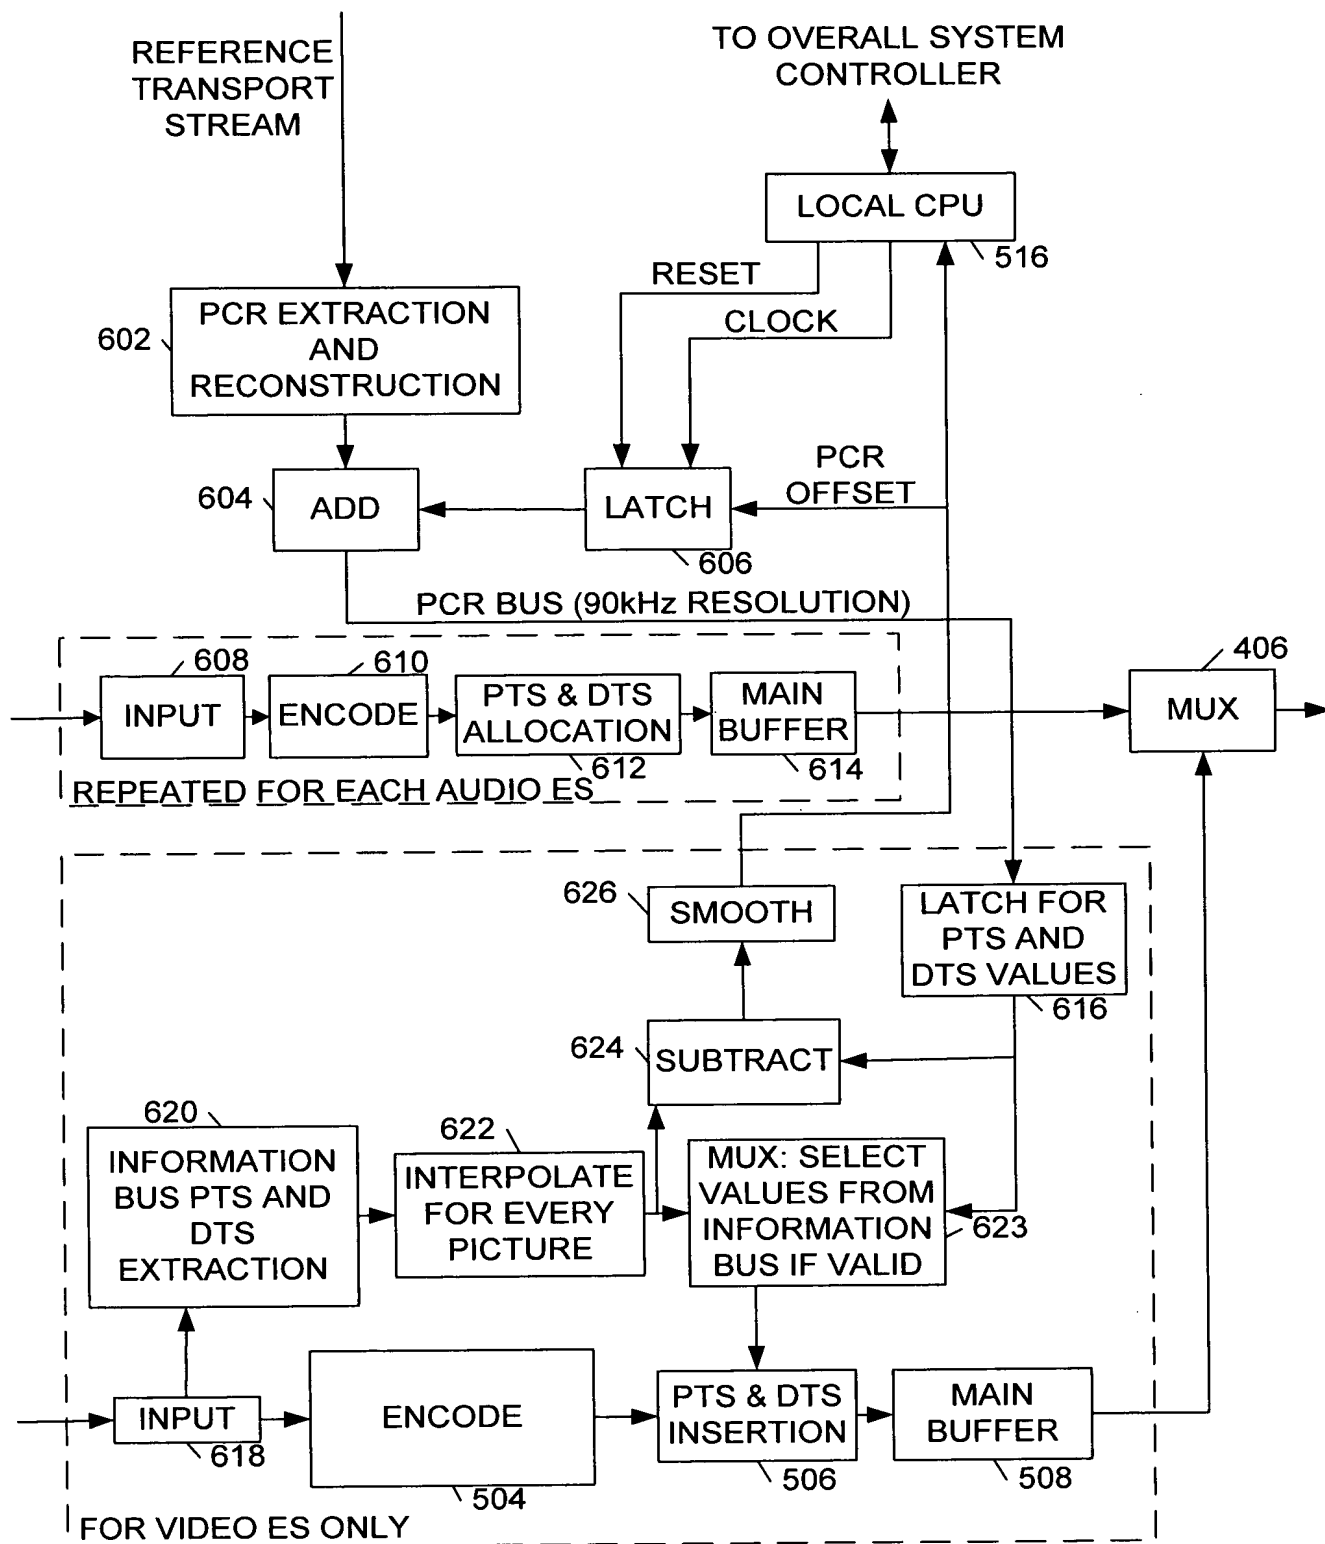 REFERENCE
TRANSPORT
STREAM
TO OVERALL SYSTEM
CONTROLLER
LOCAL CPU
516
RESET
CLOCK
602
PCR EXTRACTION
AND
RECONSTRUCTION
PCR
OFFSET
604
ADD
LATCH
606
PCR BUS (90kHz RESOLUTION)
608
INPUT
610
ENCODE
PTS & DTS
ALLOCATION
612
MAIN
BUFFER
614
406
MUX
REPEATED FOR EACH AUDIO ES
626
SMOOTH
LATCH FOR
PTS AND
DTS VALUES
616
624
SUBTRACT
620
INFORMATION
BUS PTS AND
DTS
EXTRACTION
622
INTERPOLATE
FOR EVERY
PICTURE
MUX: SELECT
VALUES FROM
INFORMATION
BUS IF VALID
623
INPUT
618
ENCODE
504
PTS & DTS
INSERTION
506
MAIN
BUFFER
508
FOR VIDEO ES ONLY